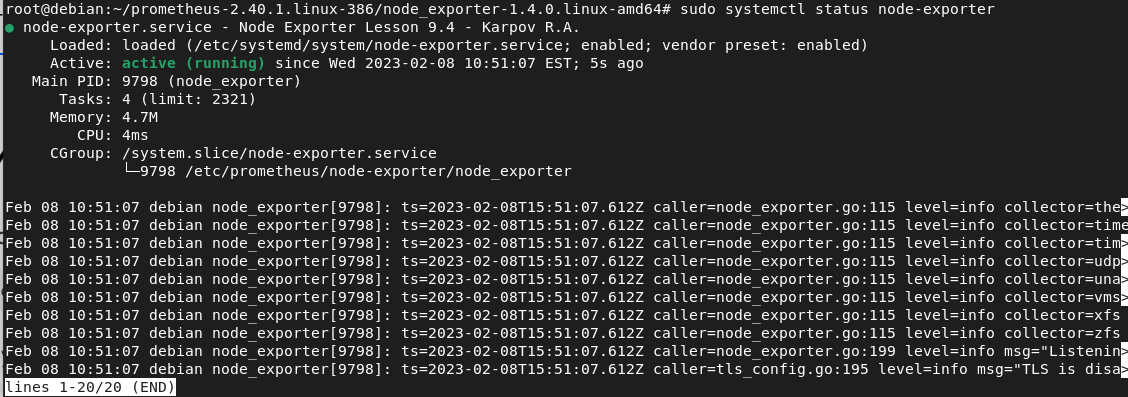 root@debian:~/prometheus-2.40.1.linux-386/node_exporter-1.4.0.linux-amd64# sudo systemctl status node-exporter
● node-exporter.service - Node Exporter Lesson 9.4 - Karpov R.A.
     Loaded: loaded (/etc/systemd/system/node-exporter.service; enabled; vendor preset: enabled)
     Active: active (running) since Wed 2023-02-08 10:51:07 EST; 5s ago
   Main PID: 9798 (node_exporter)
      Tasks: 4 (limit: 2321)
     Memory: 4.7M
        CPU: 4ms
     CGroup: /system.slice/node-exporter.service
             └─9798 /etc/prometheus/node-exporter/node_exporter

Feb 08 10:51:07 debian node_exporter[9798]: ts=2023-02-08T15:51:07.612Z caller=node_exporter.go:115 level=info collector=the>
Feb 08 10:51:07 debian node_exporter[9798]: ts=2023-02-08T15:51:07.612Z caller=node_exporter.go:115 level=info collector=time
Feb 08 10:51:07 debian node_exporter[9798]: ts=2023-02-08T15:51:07.612Z caller=node_exporter.go:115 level=info collector=tim>
Feb 08 10:51:07 debian node_exporter[9798]: ts=2023-02-08T15:51:07.612Z caller=node_exporter.go:115 level=info collector=udp>
Feb 08 10:51:07 debian node_exporter[9798]: ts=2023-02-08T15:51:07.612Z caller=node_exporter.go:115 level=info collector=una>
Feb 08 10:51:07 debian node_exporter[9798]: ts=2023-02-08T15:51:07.612Z caller=node_exporter.go:115 level=info collector=vms>
Feb 08 10:51:07 debian node_exporter[9798]: ts=2023-02-08T15:51:07.612Z caller=node_exporter.go:115 level=info collector=xfs
Feb 08 10:51:07 debian node_exporter[9798]: ts=2023-02-08T15:51:07.612Z caller=node_exporter.go:115 level=info collector=zfs
Feb 08 10:51:07 debian node_exporter[9798]: ts=2023-02-08T15:51:07.612Z caller=node_exporter.go:199 level=info msg="Listenin>
Feb 08 10:51:07 debian node_exporter[9798]: ts=2023-02-08T15:51:07.612Z caller=tls_config.go:195 level=info msg="TLS is disa>
lines 1-20/20 (END)